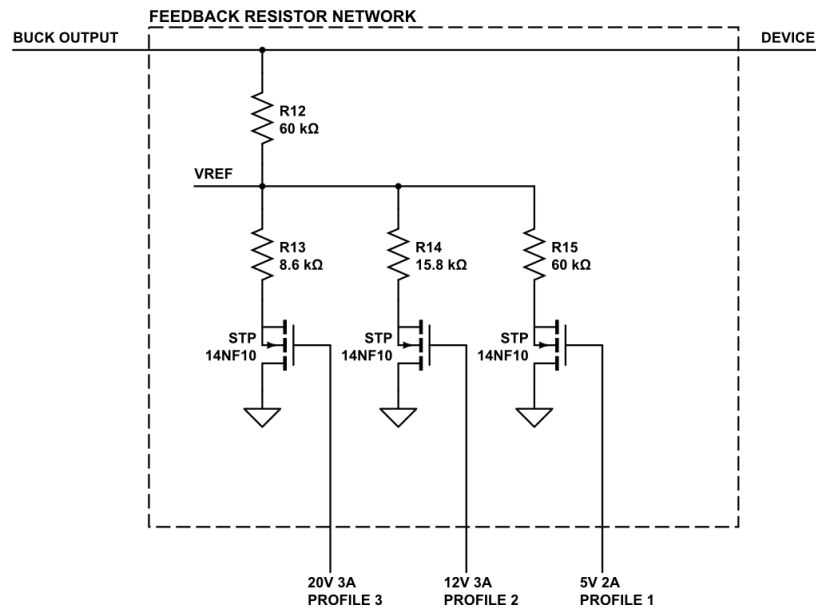 FEEDBACK RESISTOR NETWORK
BUCK OUTPUT
DEVICE
R12
60 kΩ
VREF
R13
8.6 kΩ
R14
15.8 kΩ
R15
60 kΩ
STP
14NF10
STP
14NF10
STP
14NF10
20V 3A
PROFILE 3
12V 3A
PROFILE 2
5V 2A
PROFILE 1